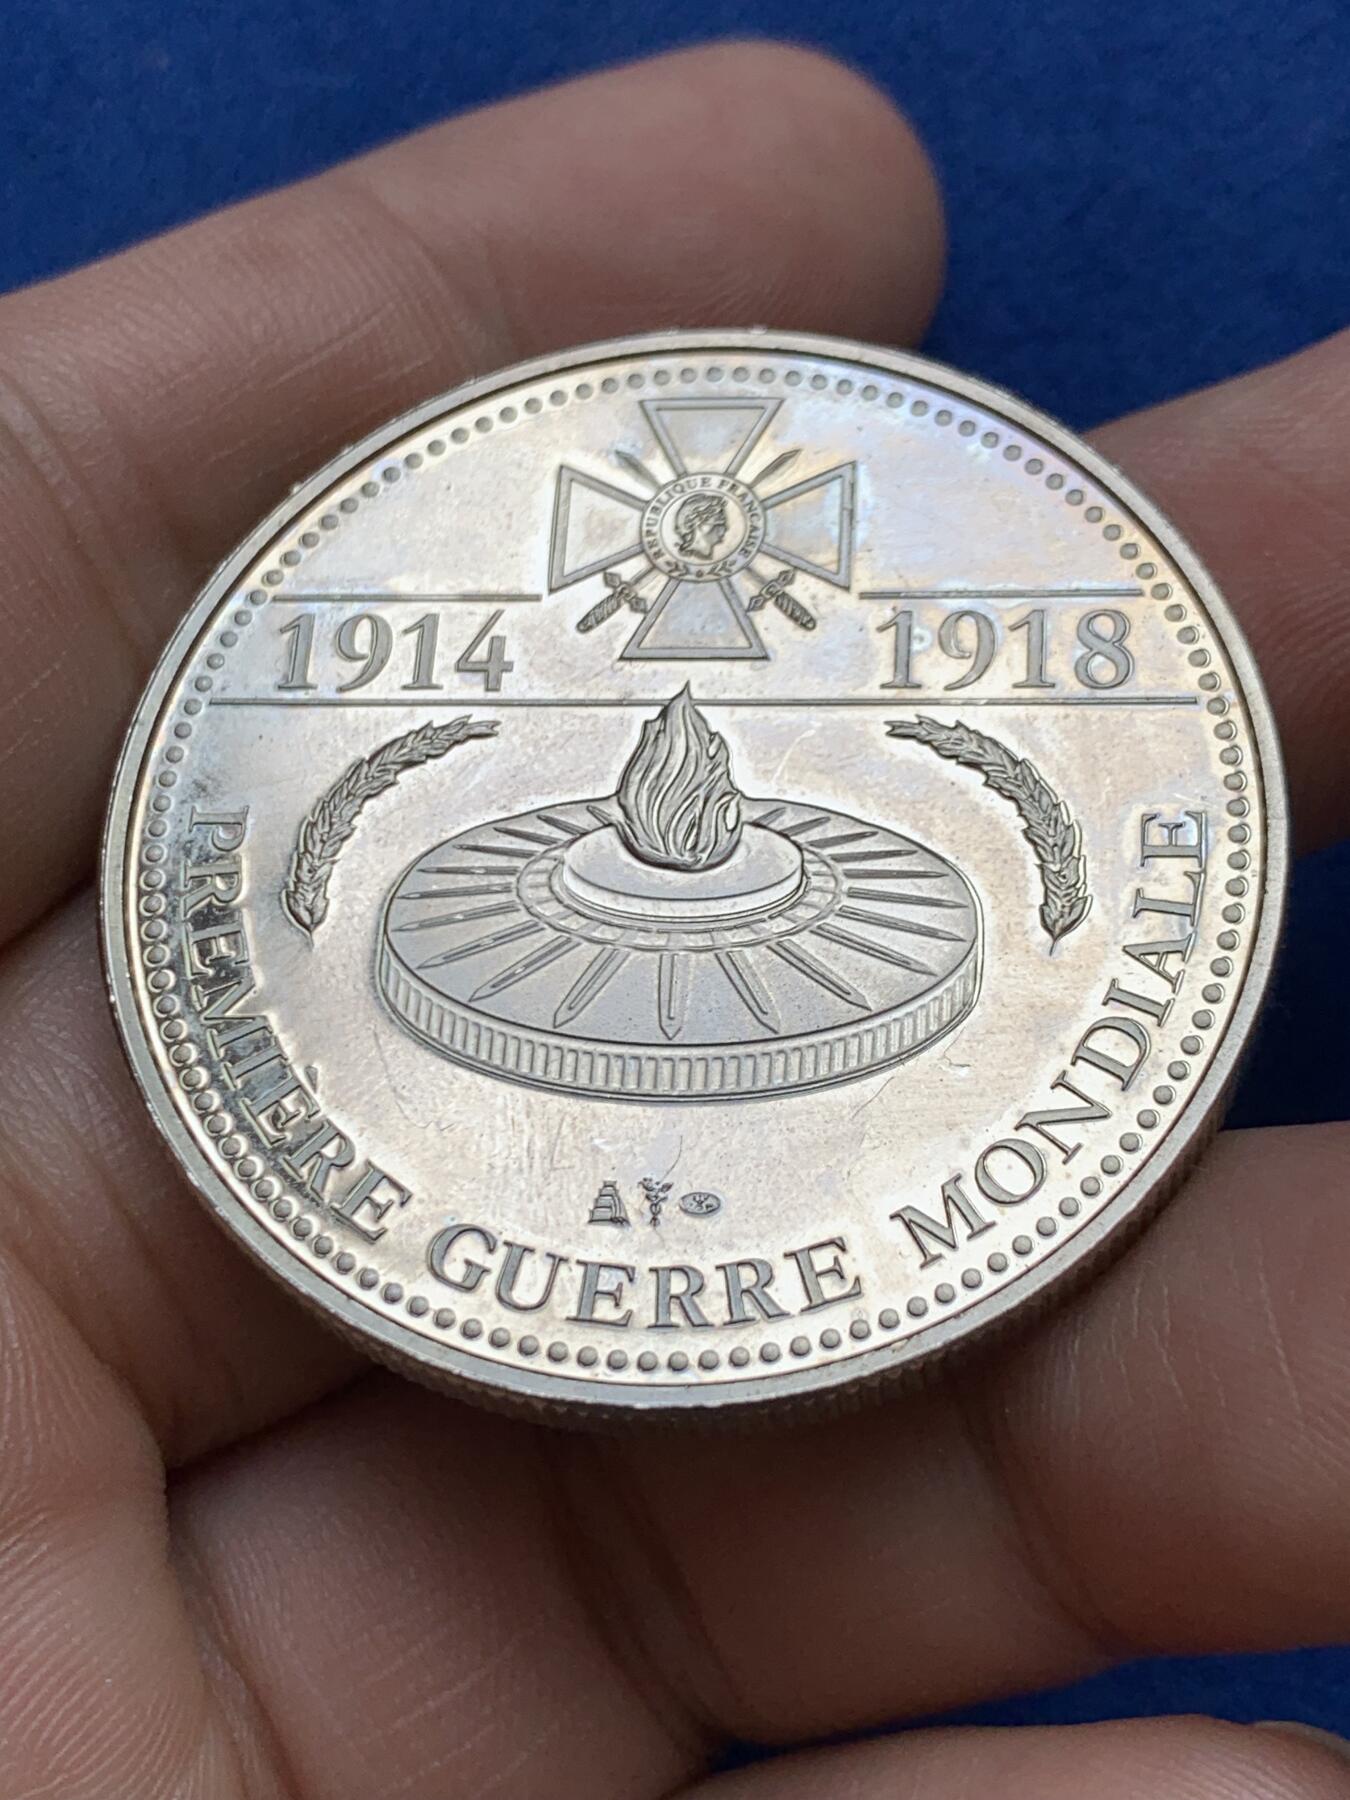 RÉPUBLIQUE FRANÇAISE
1914 1918
PREMIÈRE GUERRE MONDIALE